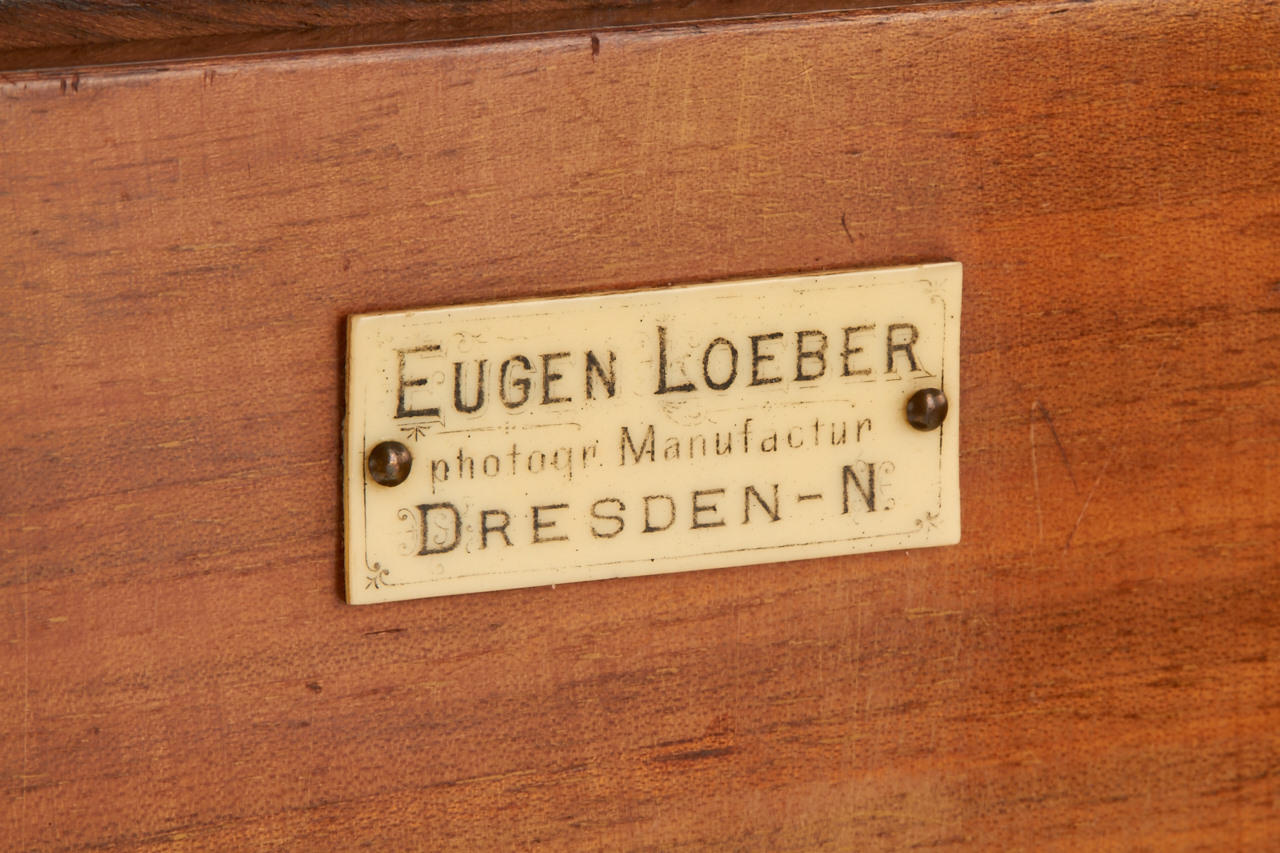 EUGEN LOEBER
photogr. Manufactur
DRESDEN-N.